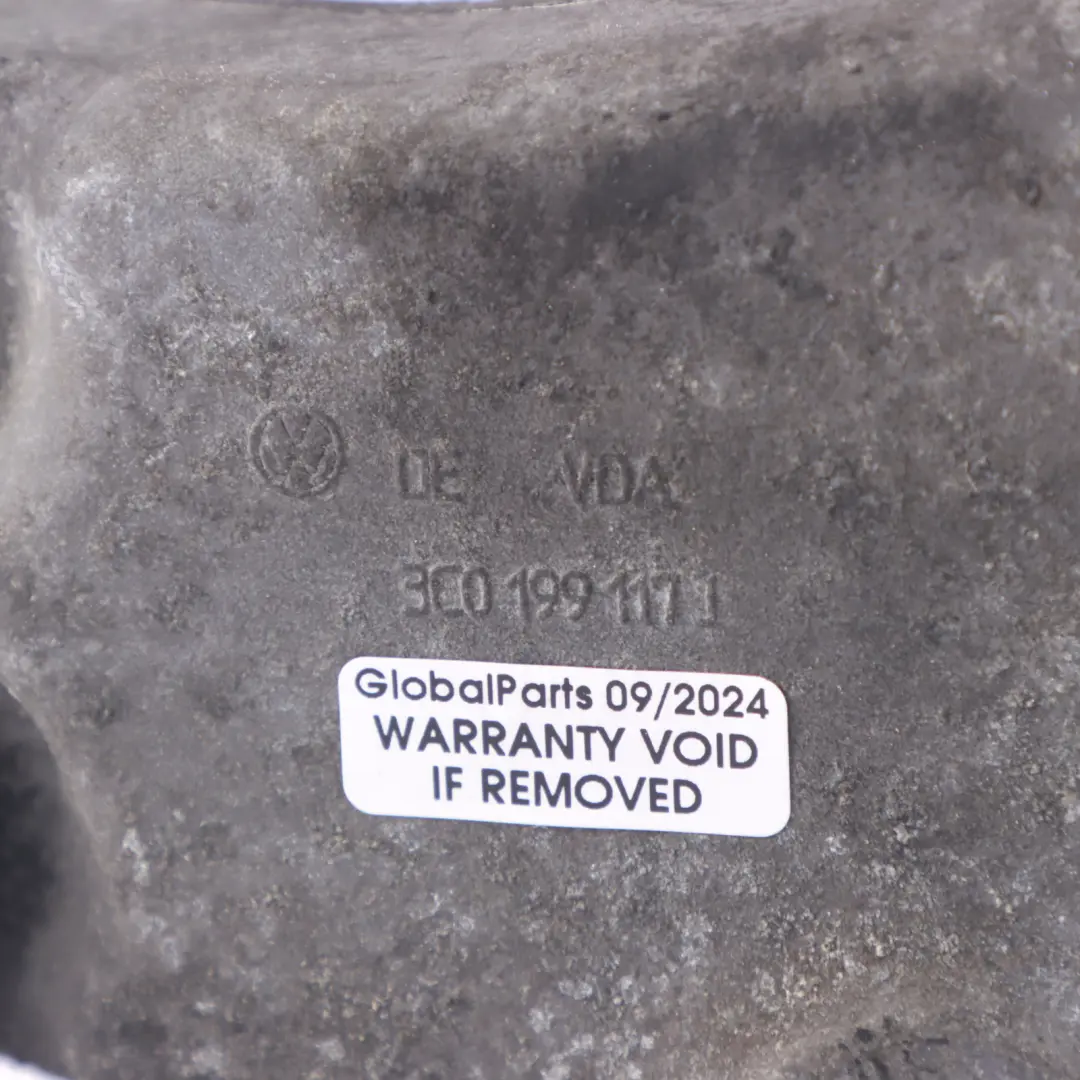 DE VDA
3C0 199 117 J
GlobalParts 09/2024
WARRANTY VOID
IF REMOVED